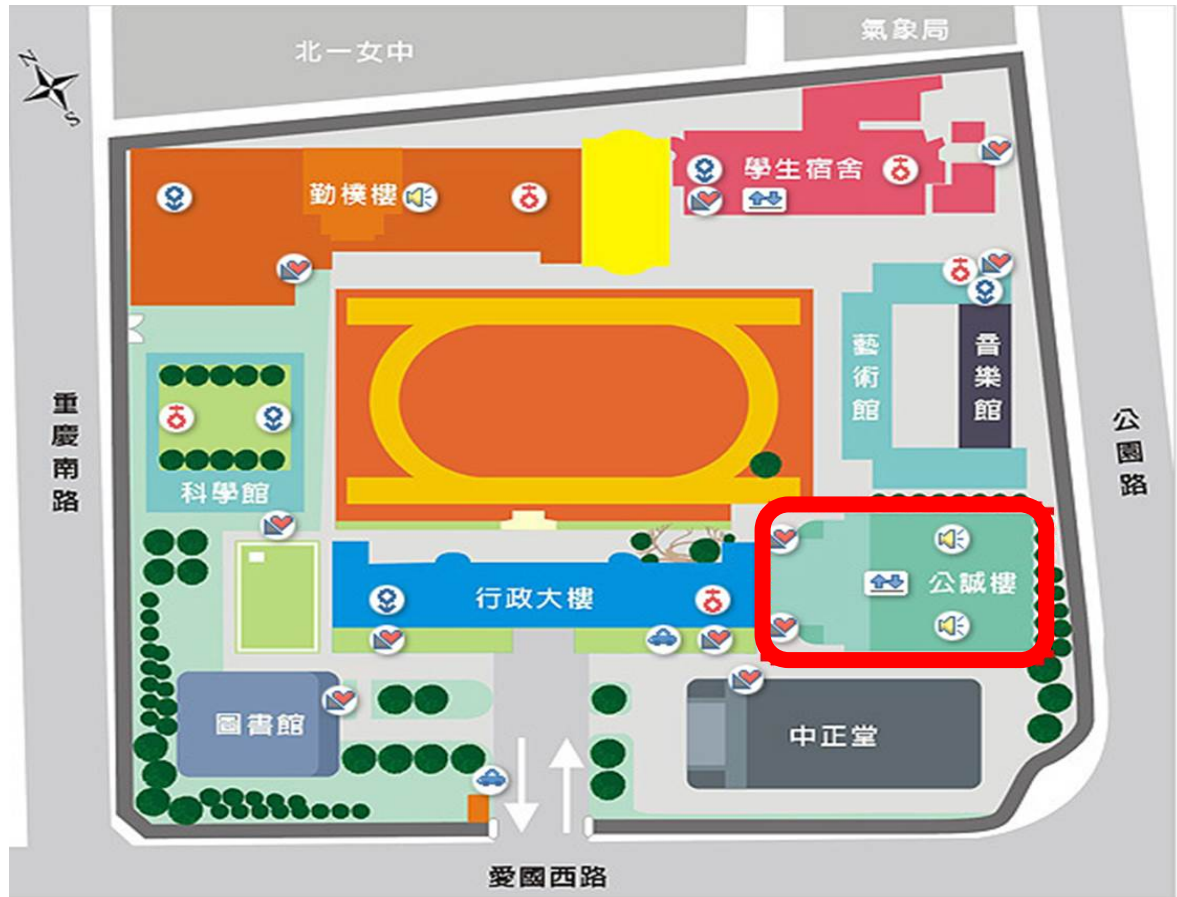 北一女中
氣象局
N
S
勤樸樓
學生宿舍
藝術館
音樂館
重慶南路
公園路
科學館
行政大樓
公誠樓
圖書館
中正堂
愛國西路